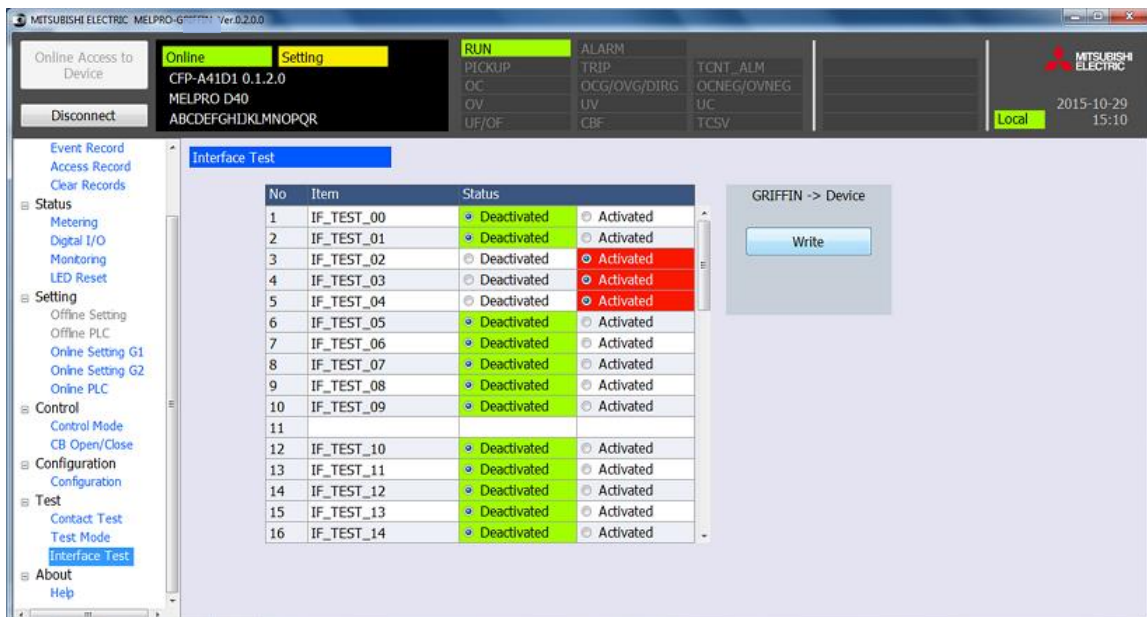 MITSUBISHI ELECTRIC MELPRO-GRIFFIN Ver.0.2.0.0
Online Access to Device
Disconnect
Online Setting
CFP-A41D1 0.1.2.0
MELPRO D40
ABCDEFGHIJKLMNOPQR
RUN ALARM
PICKUP TRIP TCNT_ALM
OC OCG/OVG/DIRG OCNEG/OVNEG
OV UV UC
UF/OF CBF TCSV
MITSUBISHI ELECTRIC
2015-10-29
Local 15:10
Event Record
Access Record
Clear Records
Status
Metering
Digital I/O
Monitoring
LED Reset
Setting
Offline Setting
Offline PLC
Online Setting G1
Online Setting G2
Online PLC
Control
Control Mode
CB Open/Close
Configuration
Configuration
Test
Contact Test
Test Mode
Interface Test
About
Help
Interface Test
No Item Status
1 IF_TEST_00 Deactivated Activated
2 IF_TEST_01 Deactivated Activated
3 IF_TEST_02 Deactivated Activated
4 IF_TEST_03 Deactivated Activated
5 IF_TEST_04 Deactivated Activated
6 IF_TEST_05 Deactivated Activated
7 IF_TEST_06 Deactivated Activated
8 IF_TEST_07 Deactivated Activated
9 IF_TEST_08 Deactivated Activated
10 IF_TEST_09 Deactivated Activated
11
12 IF_TEST_10 Deactivated Activated
13 IF_TEST_11 Deactivated Activated
14 IF_TEST_12 Deactivated Activated
15 IF_TEST_13 Deactivated Activated
16 IF_TEST_14 Deactivated Activated
GRIFFIN -> Device
Write